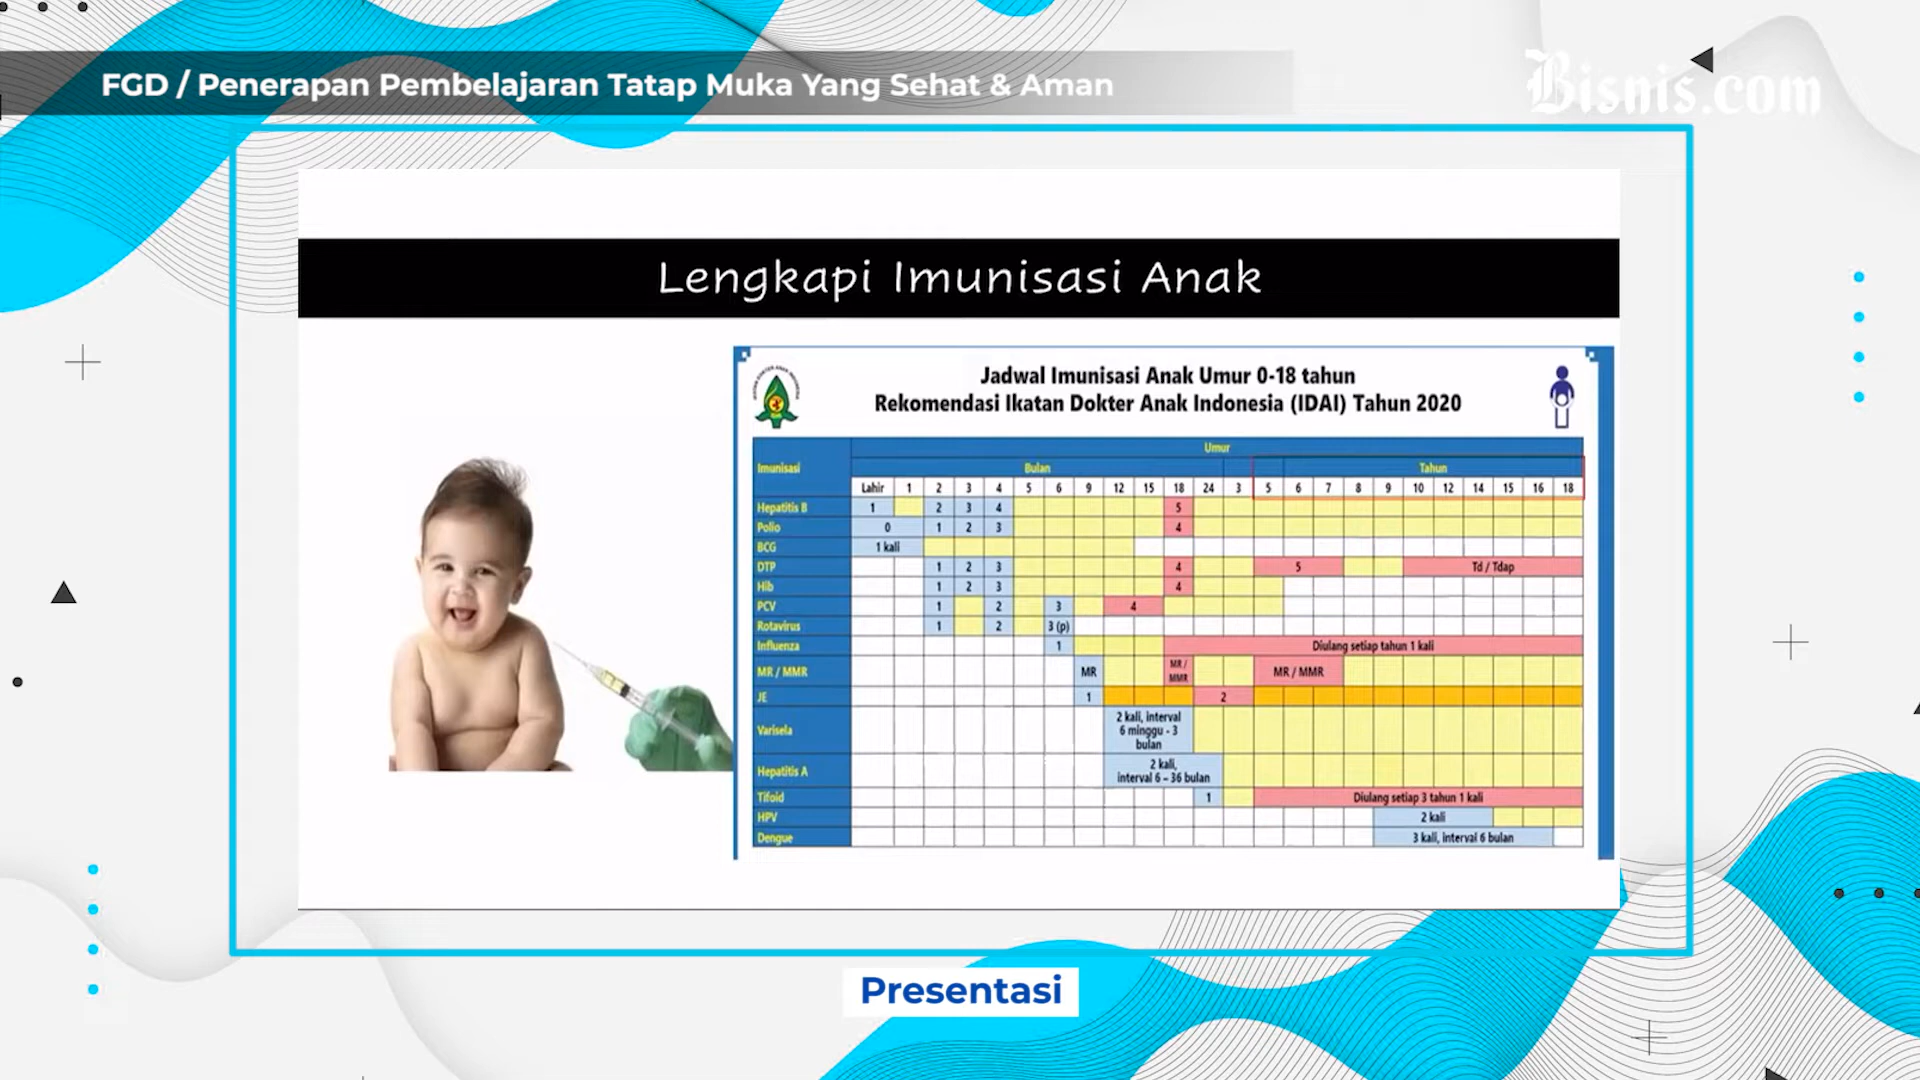 FGD / Penerapan Pembelajaran Tatap Muka Yang Sehat & Aman
Bisnis.com
Lengkapi Imunisasi Anak
Jadwal Imunisasi Anak Umur 0-18 tahun
Rekomendasi Ikatan Dokter Anak Indonesia (IDAI) Tahun 2020
Imunisasi Umur
Bulan Tahun
Lahir 1 2 3 4 5 6 9 12 15 18 24 3 5 6 7 8 9 10 12 14 15 16 18
Hepatitis B 1 2 3 4 5
Polio 0 1 2 3 4
BCG 1 kali
DTP 1 2 3 4 5 Td / Tdap
Hib 1 2 3 4
PCV 1 2 3 4
Rotavirus 1 2 3 (p)
Influenza 1 Diulang setiap tahun 1 kali
MR / MMR MR MR / MMR MR / MMR
JE 1 2
Varisela 2 kali, interval
6 minggu - 3
bulan
Hepatitis A 2 kali,
interval 6 – 36 bulan
Tifoid 1 Diulang setiap 3 tahun 1 kali
HPV 2 kali
Dengue 3 kali, interval 6 bulan
Presentasi